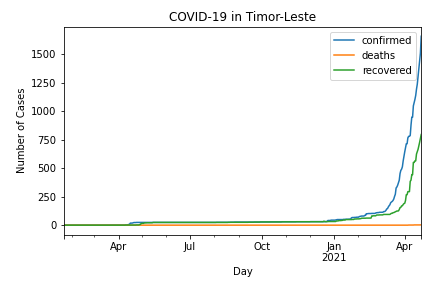 COVID-19 in Timor-Leste
Number of Cases
1500
1250
1000
750
500
250
0
confirmed
deaths
recovered
Apr
Jul
Oct
Jan
2021
Apr
Day